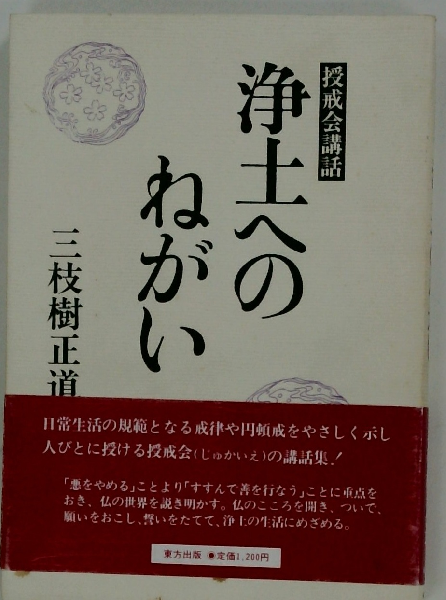 授戒会講話
浄土への
ねがい
三枝樹正道
日常生活の規範となる戒律や円頓戒をやさしく示し
人びとに授ける授戒会（じゅかいえ）の講話集！
「悪をやめる」ことより「すすんで善を行なう」ことに重点を
おき、仏の世界を説き明かす。仏のこころを開き、ついで、
願いをおこし、誓いをたてて、浄土の生活にめざめる。
東方出版 ◉定価1,200円